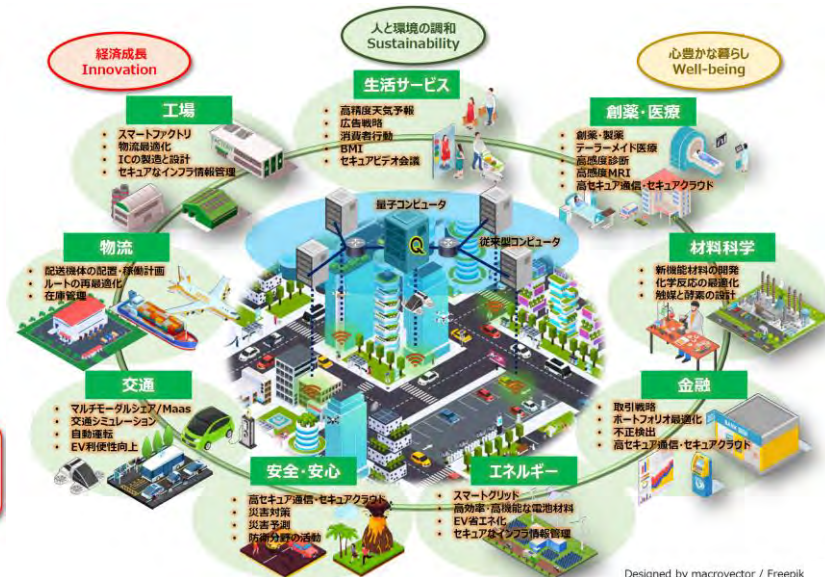 経済成長
Innovation
人と環境の調和
Sustainability
心豊かな暮らし
Well-being
工場
• スマートファクトリ
• 物流最適化
• ICの製造と設計
• セキュアなインフラ情報管理
生活サービス
• 高精度天気予報
• 広告戦略
• 消費者行動
• BMI
• セキュアビデオ会議
創薬・医療
• 創薬・製薬
• テーラーメイド医療
• 高感度診断
• 高感度MRI
• 高セキュア通信・セキュアクラウド
量子コンピュータ
Q
従来型コンピュータ
物流
• 配送機体の配置・稼働計画
• ルートの再最適化
• 在庫管理
材料科学
• 新機能材料の開発
• 化学反応の最適化
• 触媒と酵素の設計
交通
• マルチモーダルシェア/Maas
• 交通シミュレーション
• 自動運転
• EV利便性向上
金融
• 取引戦略
• ポートフォリオ最適化
• 不正検出
• 高セキュア通信・セキュアクラウド
安全・安心
• 高セキュア通信・セキュアクラウド
• 災害対策
• 災害予測
• 防衛分野の活動
エネルギー
• スマートグリッド
• 高効率・高機能な電池材料
• EV省エネ化
• セキュアなインフラ情報管理
Designed by macrovector / Freepik